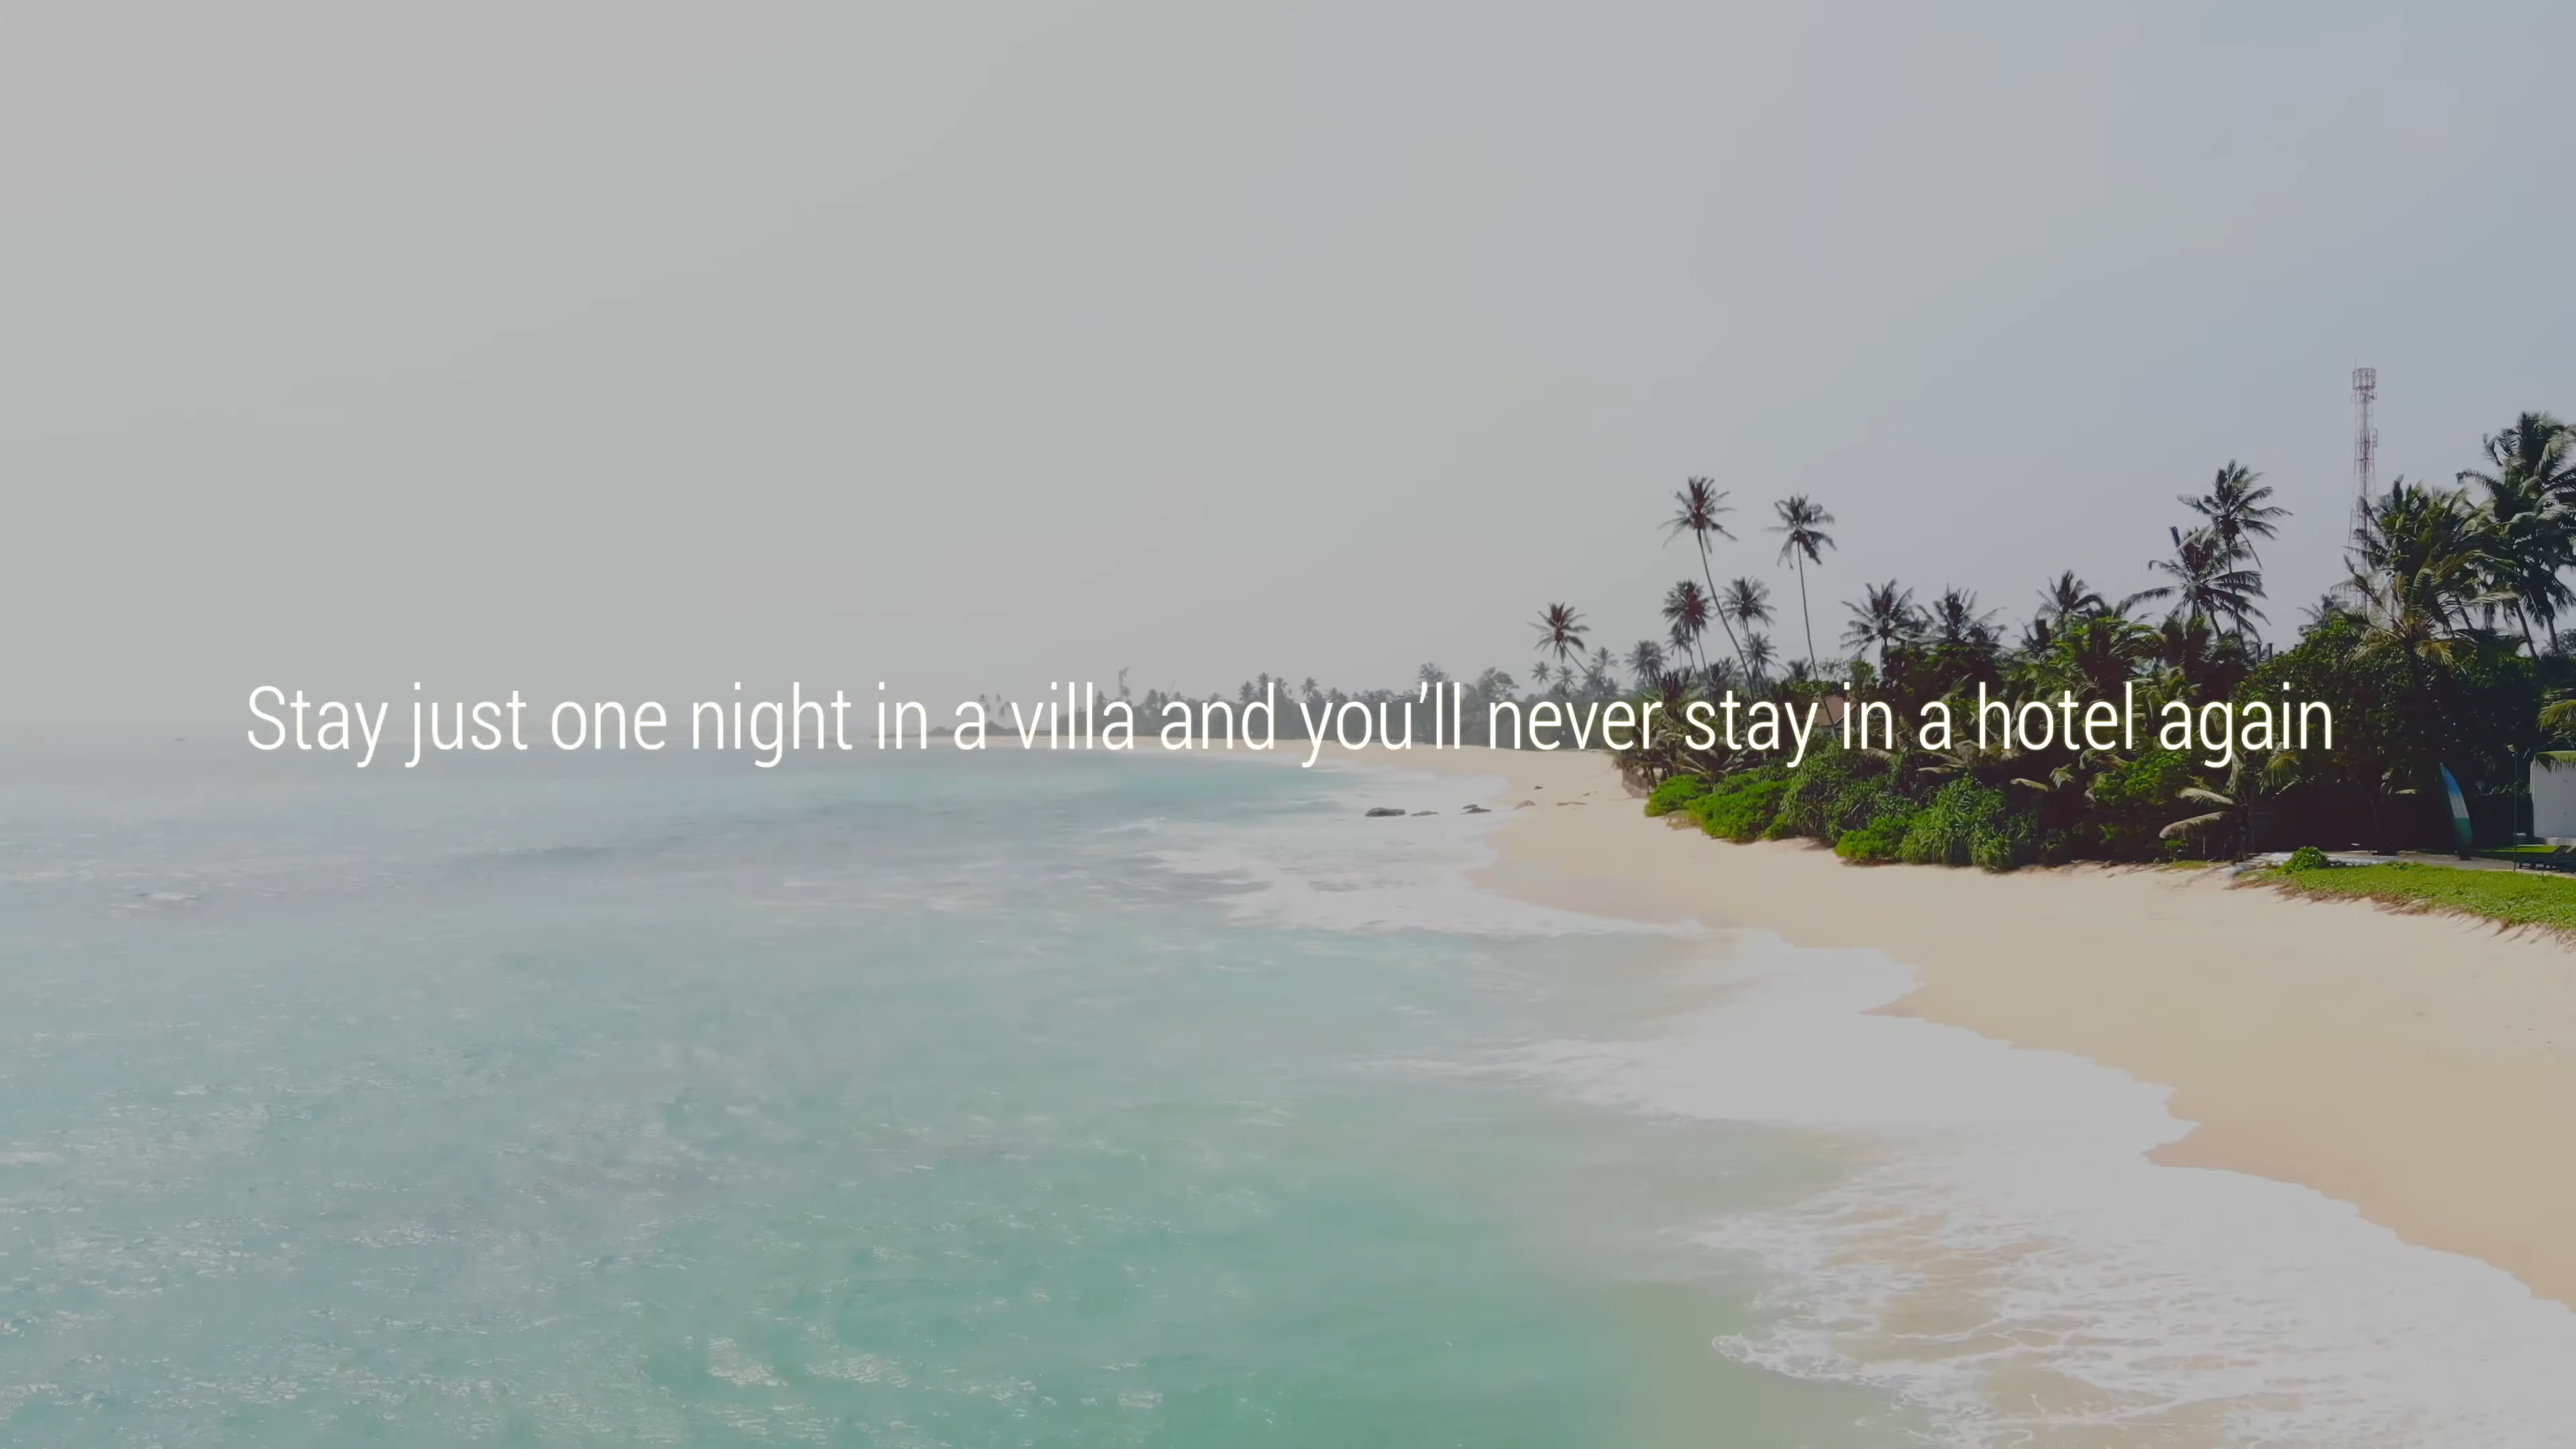 Stay just one night in a villa and you’ll never stay in a hotel again